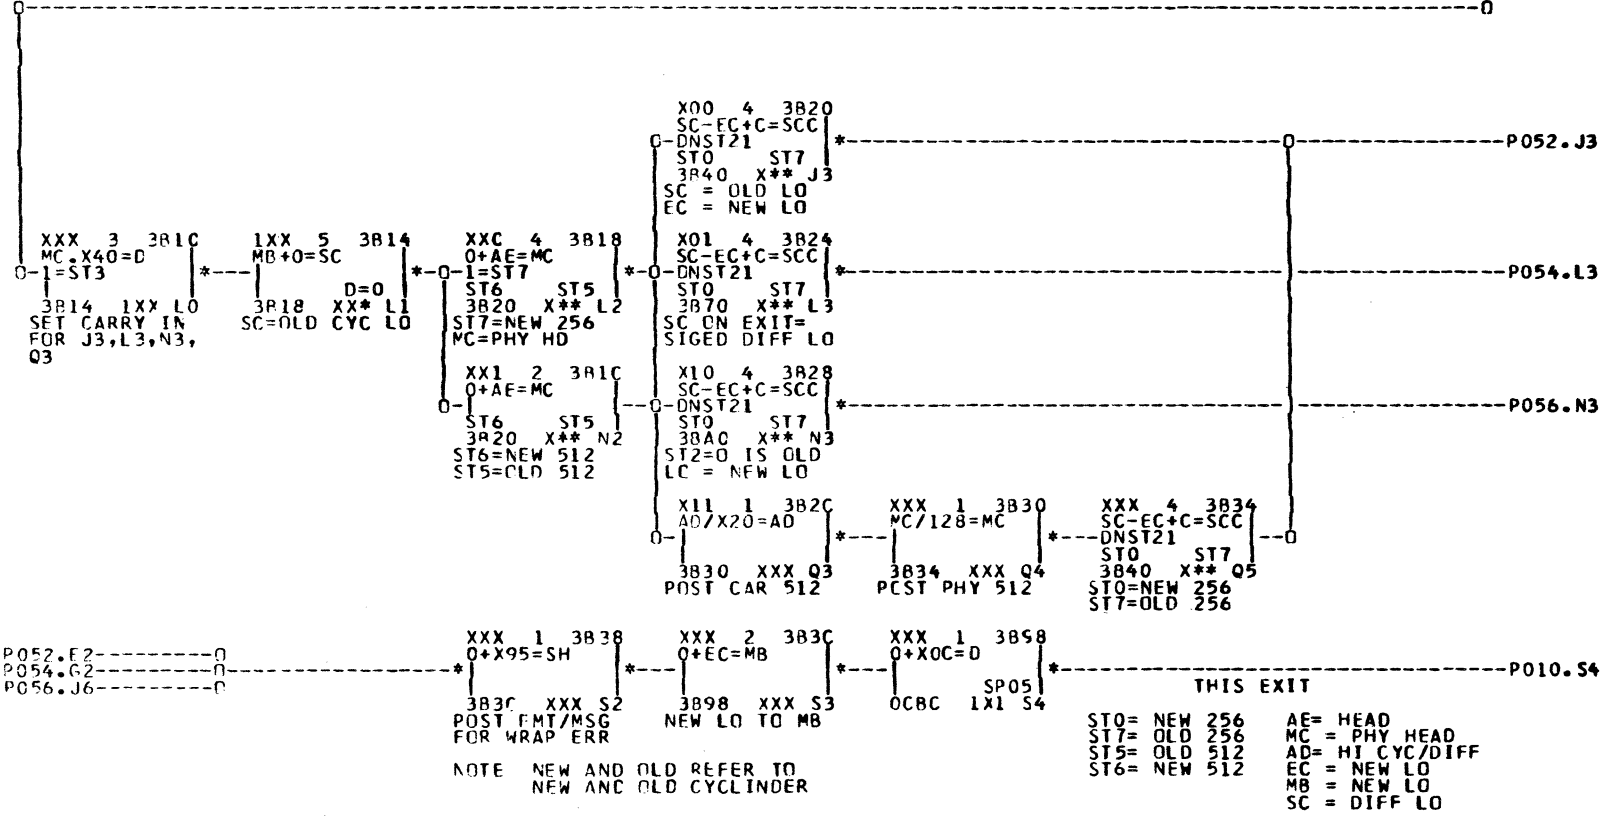 X00 4 3B20
SC-EC+C=SCC
DNST21
ST0 ST7
3B40 X** J3
SC = OLD LO
EC = NEW LO
P052.J3
XXX 3 3B1C
MC.X40=D
1=ST3
3B14 1XX L0
SET CARRY IN
FOR J3,L3,N3,
Q3
1XX 5 3B14
MB+0=SC
D=0
3B18 XX* L1
SC=OLD CYC LO
XXC 4 3B18
0+AE=MC
1=ST7
ST6 ST5
3B20 X** L2
ST7=NEW 256
MC=PHY HD
X01 4 3B24
SC-EC+C=SCC
DNST21
ST0 ST7
3B70 X** L3
SC ON EXIT=
SIGED DIFF LO
P054.L3
XX1 2 3B1C
0+AE=MC
ST6 ST5
3B20 X** N2
ST6=NEW 512
ST5=OLD 512
X10 4 3B28
SC-EC+C=SCC
DNST21
ST0 ST7
3BA0 X** N3
ST2=0 IS OLD
LC = NEW LO
P056.N3
X11 1 3B2C
AD/X20=AD
3B30 XXX Q3
POST CAR 512
XXX 1 3B30
MC/128=MC
3B34 XXX Q4
PCST PHY 512
XXX 4 3B34
SC-EC+C=SCC
DNST21
ST0 ST7
3B40 X** Q5
ST0=NEW 256
ST7=OLD 256
P052.E2
P054.G2
P056.J6
XXX 1 3B38
0+X95=SH
3B3C XXX S2
POST FMT/MSG
FOR WRAP ERR
XXX 2 3B3C
0+EC=MB
3B98 XXX S3
NEW LO TO MB
XXX 1 3B98
0+X0C=D
SP05
0CBC 1X1 S4
P010.S4
THIS EXIT
ST0= NEW 256 AE= HEAD
ST7= OLD 256 MC = PHY HEAD
ST5= OLD 512 AD= HI CYC/DIFF
ST6= NEW 512 EC = NEW LO
MB = NEW LO
SC = DIFF LO
NOTE NEW AND OLD REFER TO
NEW AND OLD CYCLINDER